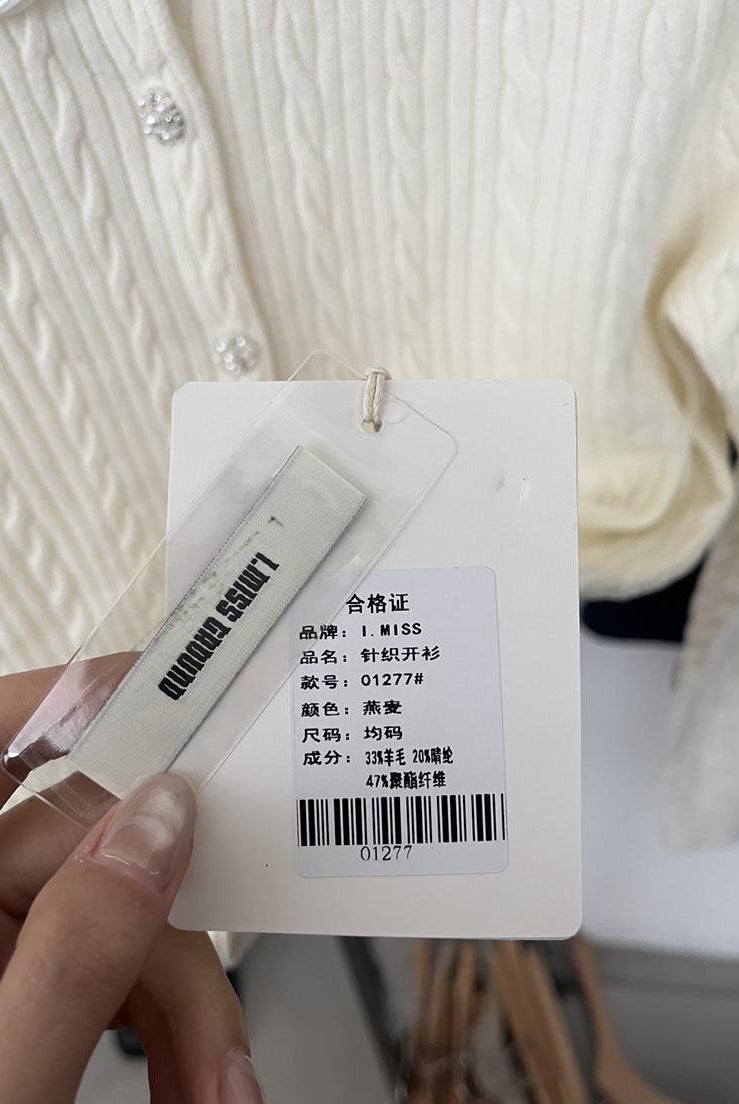 I.MISS GROUND
合格证
品牌：I.MISS
品名：针织开衫
款号：01277#
颜色：燕麦
尺码：均码
成分：33%羊毛 20%腈纶
47%聚酯纤维
01277